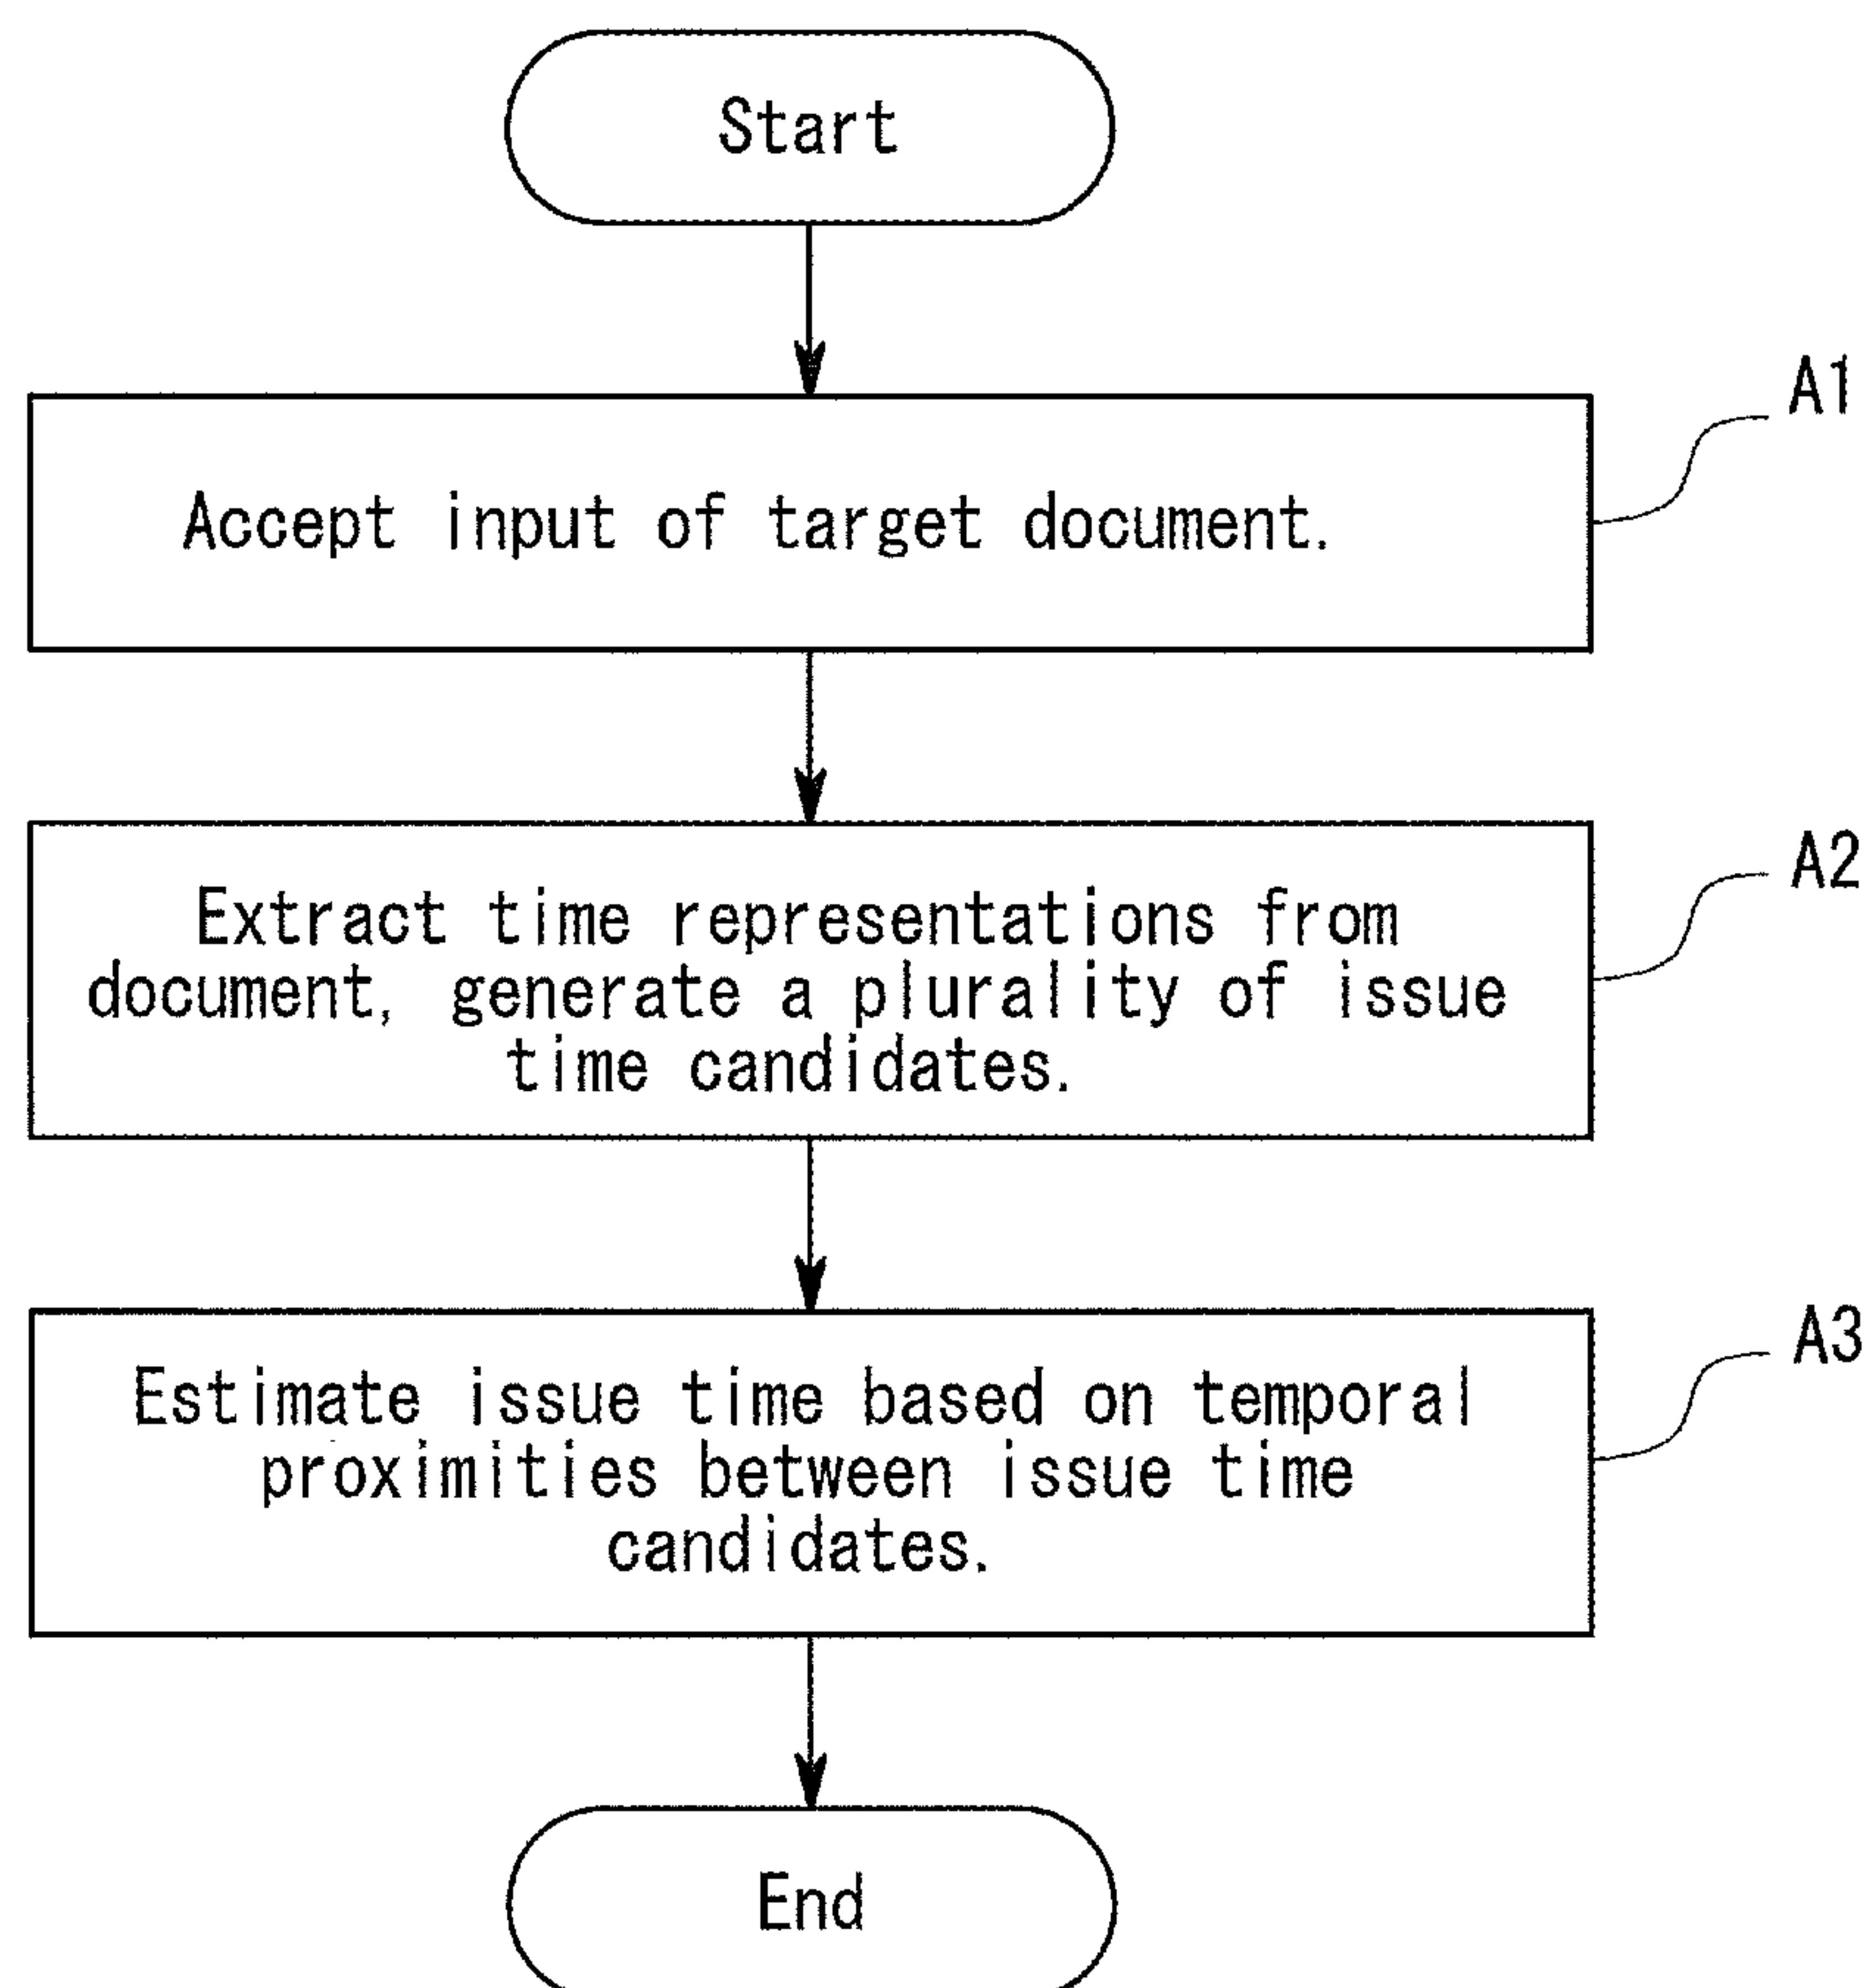 Start
A1
Accept input of target document.
A2
Extract time representations from
document, generate a plurality of issue
time candidates.
A3
Estimate issue time based on temporal
proximities between issue time
candidates.
End